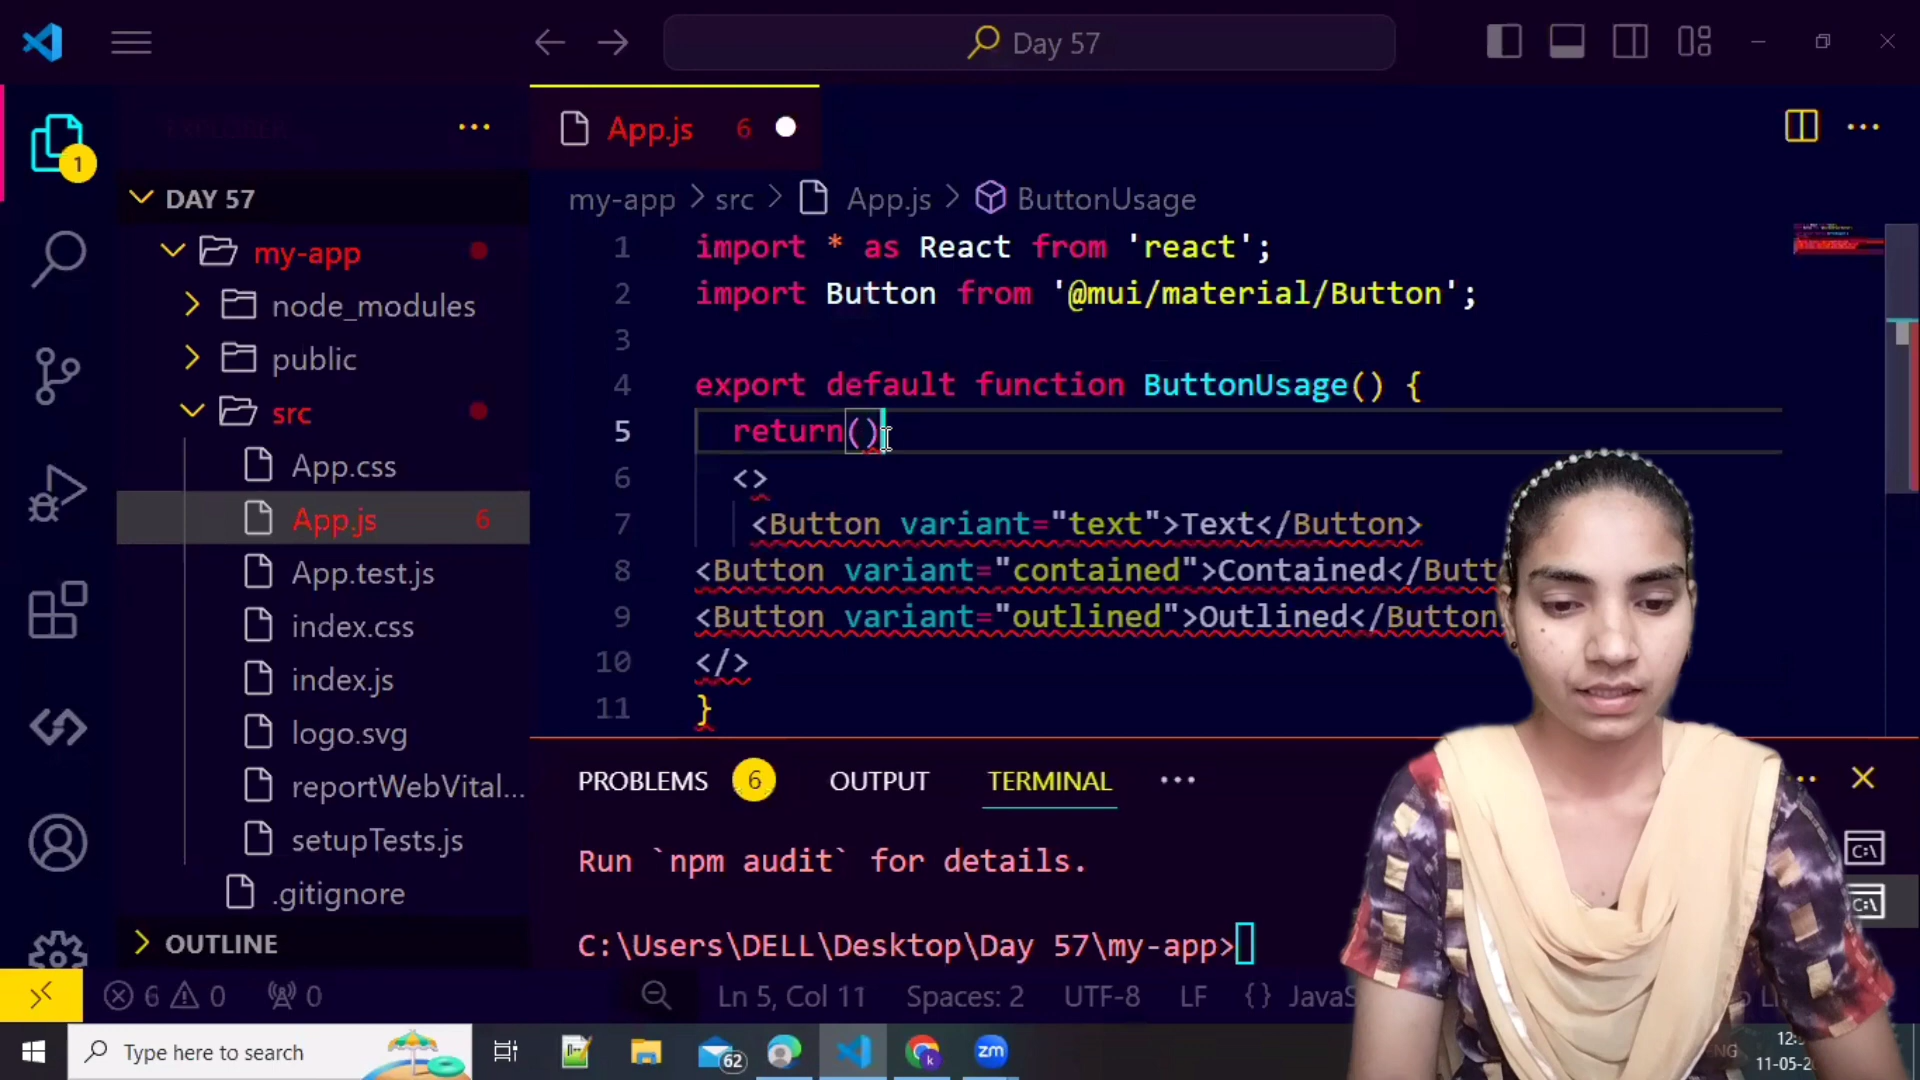 Day 57
1
DAY 57
my-app
node_modules
public
src
App.css
App.js 6
App.test.js
index.css
index.js
logo.svg
reportWebVital...
setupTests.js
.gitignore
OUTLINE
App.js 6
my-app > src > App.js > ButtonUsage
1 import * as React from 'react';
2 import Button from '@mui/material/Button';
3
4 export default function ButtonUsage() {
5 return()
6 <>
7 <Button variant="text">Text</Button>
8 <Button variant="contained">Contained</Butt
9 <Button variant="outlined">Outlined</Button
10 </>
11 }
PROBLEMS 6 OUTPUT TERMINAL ...
Run `npm audit` for details.
C:\Users\DELL\Desktop\Day 57\my-app>
6 0 0 Ln 5, Col 11 Spaces: 2 UTF-8 LF {} JavaS
Type here to search
62
zm
11-05-2